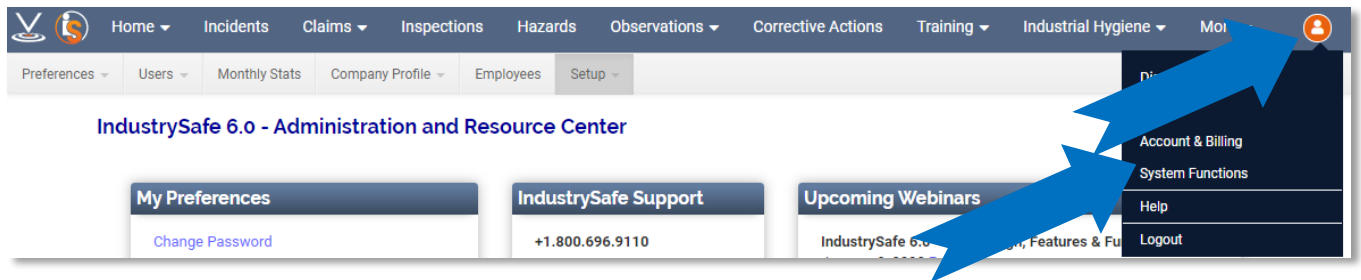 Home Incidents Claims Inspections Hazards Observations Corrective Actions Training Industrial Hygiene
Preferences Users Monthly Stats Company Profile Employees Setup
IndustrySafe 6.0 - Administration and Resource Center
Account & Billing
System Functions
My Preferences IndustrySafe Support Upcoming Webinars
Help
Change Password +1.800.696.9110 IndustrySafe Features & Logout